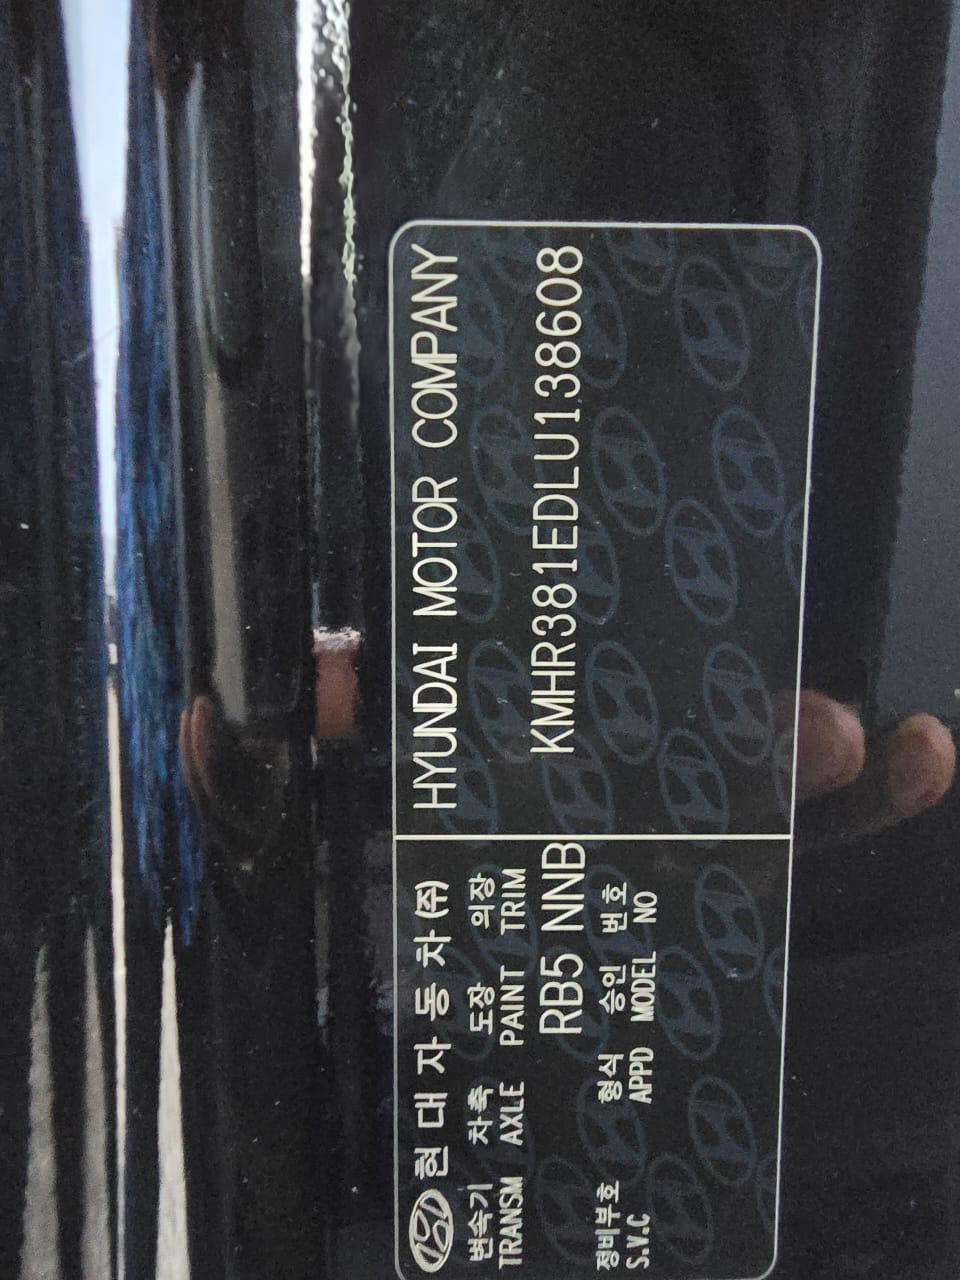 현대자동차(주)
변속기 차축 도장 의장
TRANSM AXLE PAINT TRIM
RB5 NNB
정비부호 형식 승인 번호
S.V.C APPD MODEL NO
HYUNDAI MOTOR COMPANY
KMHR381EDLU138608